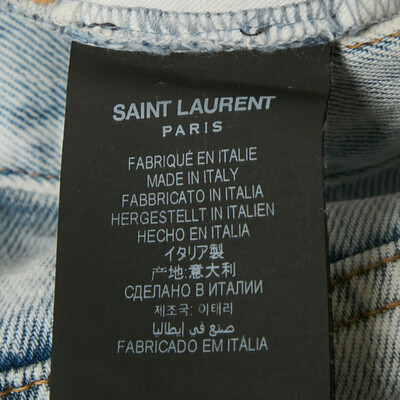 SAINT LAURENT
PARIS
FABRIQUÉ EN ITALIE
MADE IN ITALY
FABBRICATO IN ITALIA
HERGESTELLT IN ITALIEN
HECHO EN ITALIA
イタリア製
产地:意大利
СДЕЛАНО В ИТАЛИИ
제조국: 이태리
صنع في إيطاليا
FABRICADO EM ITÁLIA